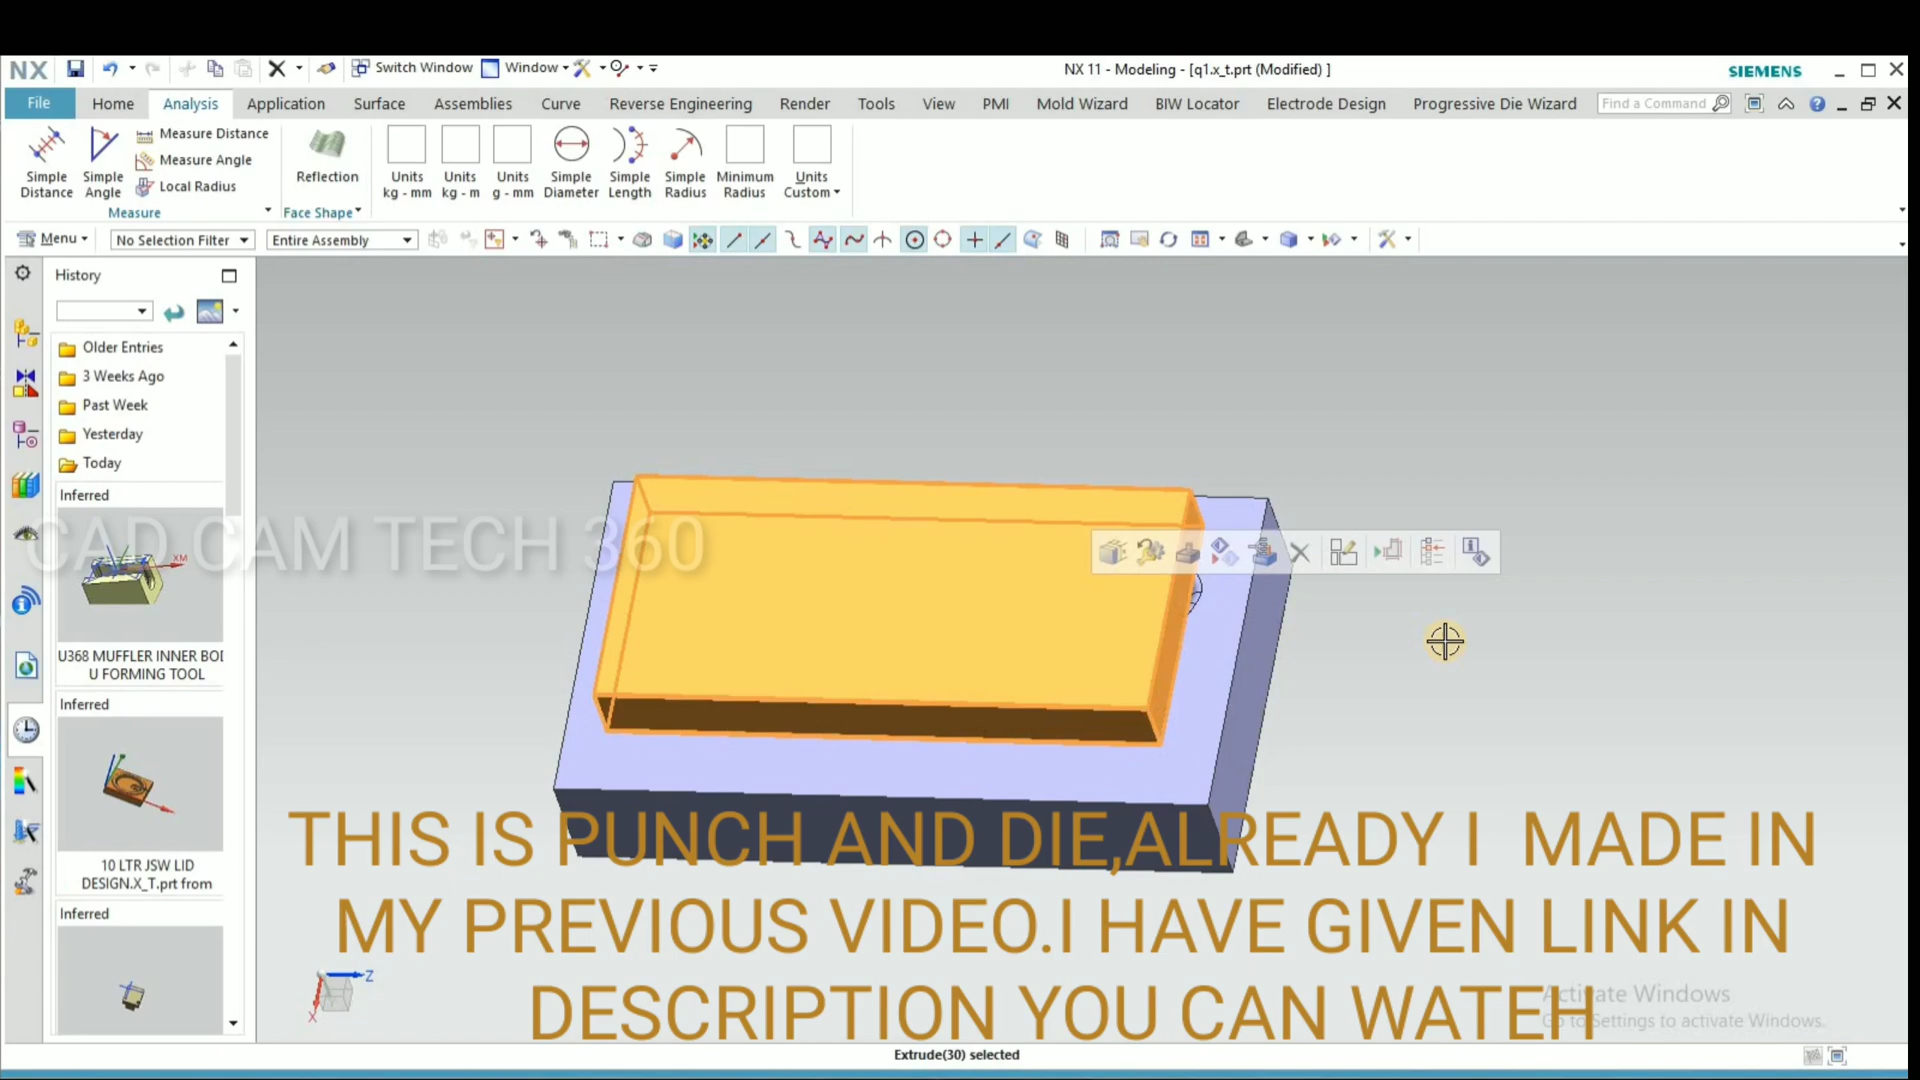 NX
Switch Window
Window
NX 11 - Modeling - [q1.x_t.prt (Modified) ]
SIEMENS
File
Home
Analysis
Application
Surface
Assemblies
Curve
Reverse Engineering
Render
Tools
View
PMI
Mold Wizard
BIW Locator
Electrode Design
Progressive Die Wizard
Find a Command
Simple Distance
Simple Angle
Measure Distance
Measure Angle
Local Radius
Reflection
Units kg - mm
Units kg - m
Units g - mm
Simple Diameter
Simple Length
Simple Radius
Minimum Radius
Units Custom
Measure
Face Shape
Menu
No Selection Filter
Entire Assembly
History
Older Entries
3 Weeks Ago
Past Week
Yesterday
Today
Inferred
XM
U368 MUFFLER INNER BOD
U FORMING TOOL
Inferred
10 LTR JSW LID
DESIGN.X_T.prt from
Inferred
CAD CAM TECH 360
Z
X
THIS IS PUNCH AND DIE,ALREADY I MADE IN
MY PREVIOUS VIDEO.I HAVE GIVEN LINK IN
DESCRIPTION YOU CAN WATEH
Activate Windows
Go to Settings to activate Windows.
Extrude(30) selected